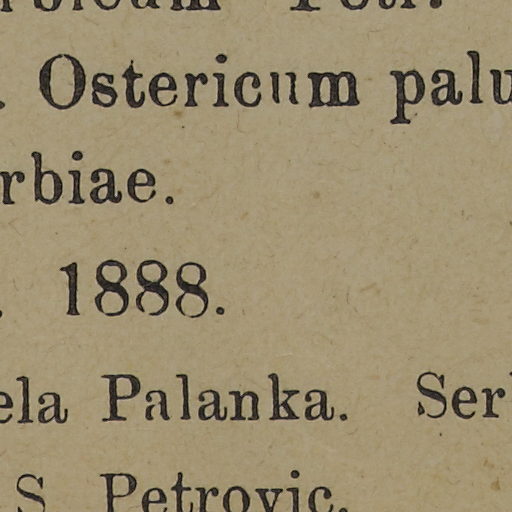 . Ostericum palu
rbiae.
. 1888.
ela Palanka. Ser
S Petrovic.